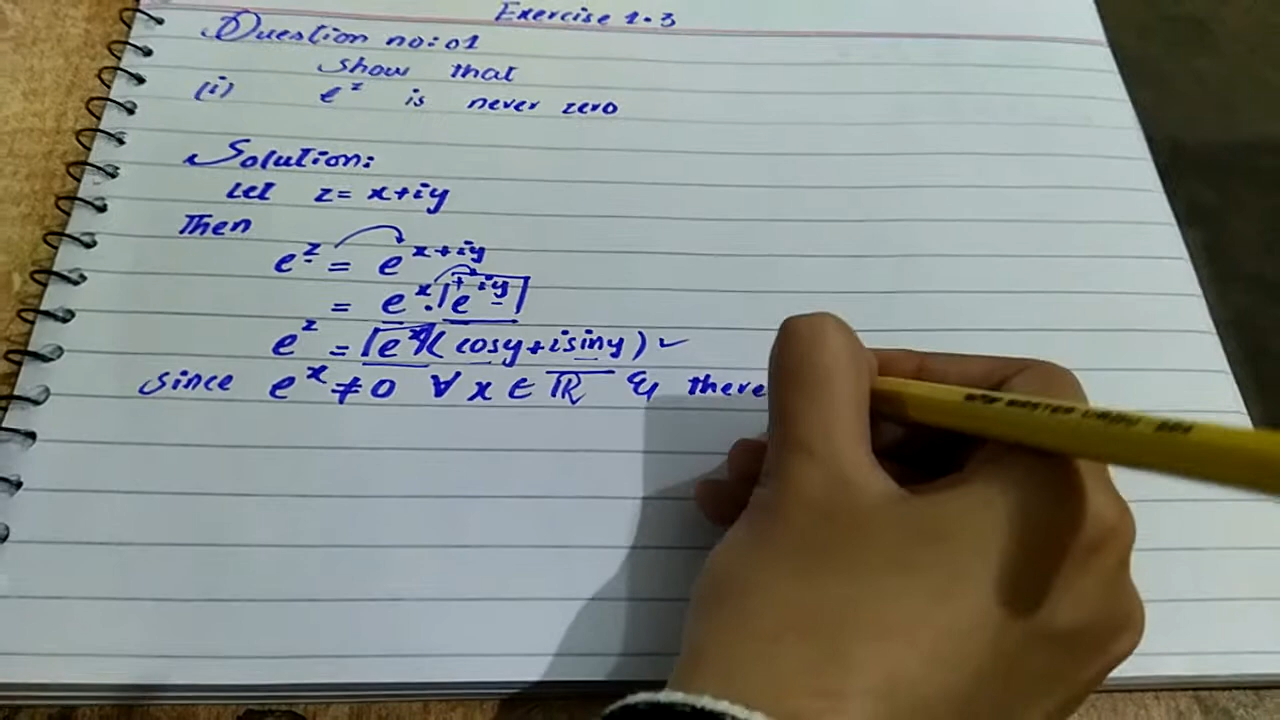 Exercise 1.3
Question no:01
Show that
(i) e^z is never zero
Solution:
Let z= x+iy
Then
e^z = e^x+iy
= e^x . e^iy
e^z = e^x (cosy+isiny)
Since e^x ≠ 0 ∀ x ∈ ℝ & there